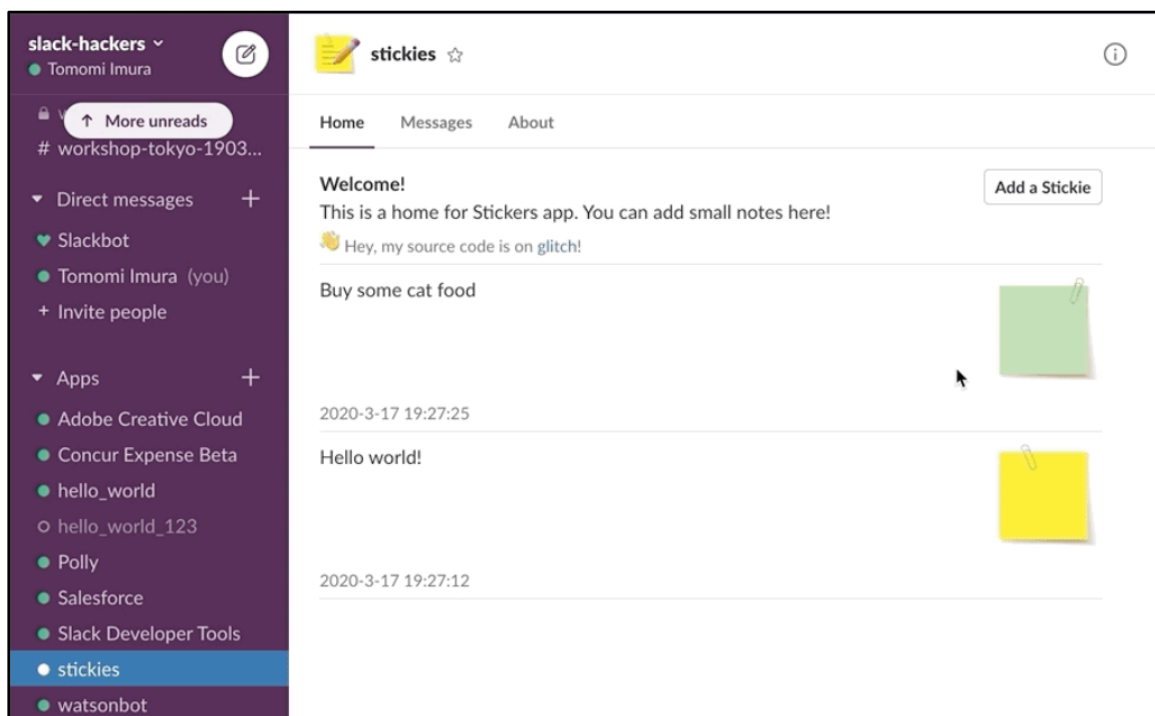 slack-hackers
Tomomi Imura
More unreads
# workshop-tokyo-1903...
Direct messages
Slackbot
Tomomi Imura (you)
+ Invite people
Apps
Adobe Creative Cloud
Concur Expense Beta
hello_world
hello_world_123
Polly
Salesforce
Slack Developer Tools
stickies
watsonbot
stickies
Home Messages About
Welcome!
Add a Stickie
This is a home for Stickers app. You can add small notes here!
Hey, my source code is on glitch!
Buy some cat food
2020-3-17 19:27:25
Hello world!
2020-3-17 19:27:12